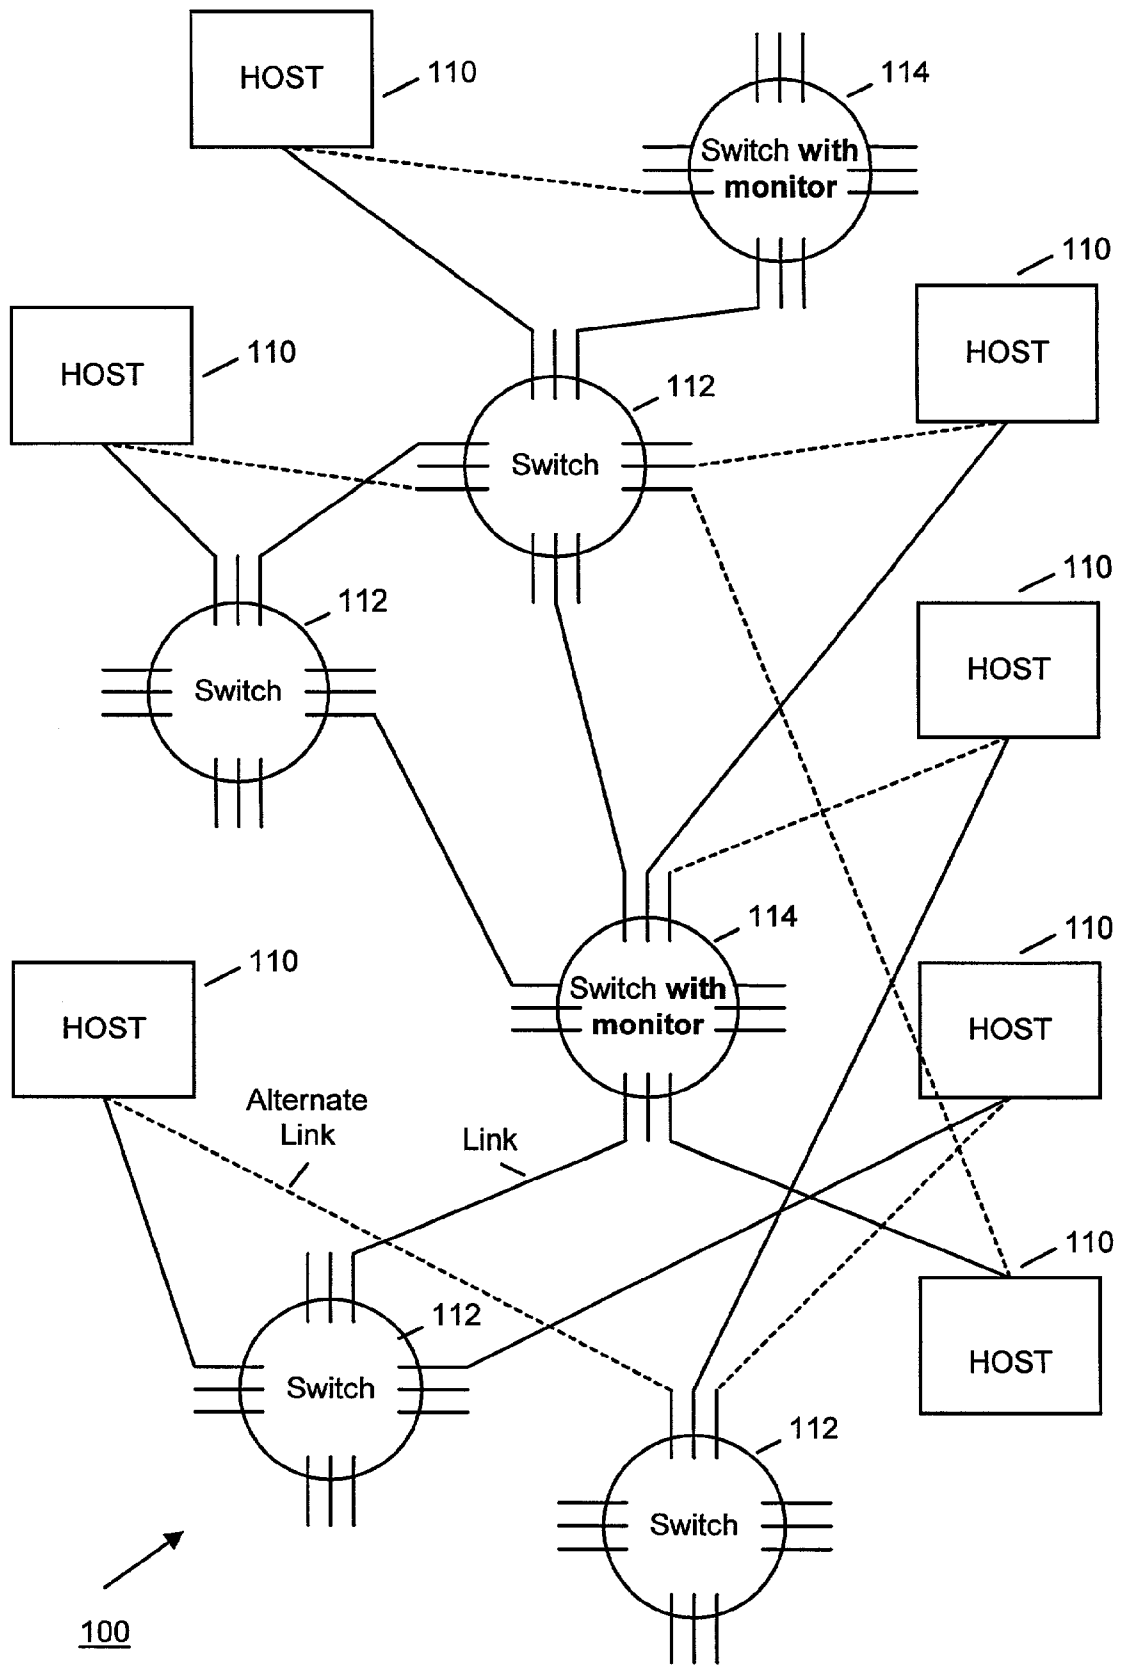 HOST
110
114
Switch with
monitor
110
HOST
110
HOST
112
Switch
110
HOST
112
Switch
114
Switch with
monitor
110
HOST
110
HOST
Alternate
Link
Link
110
HOST
112
Switch
112
Switch
100